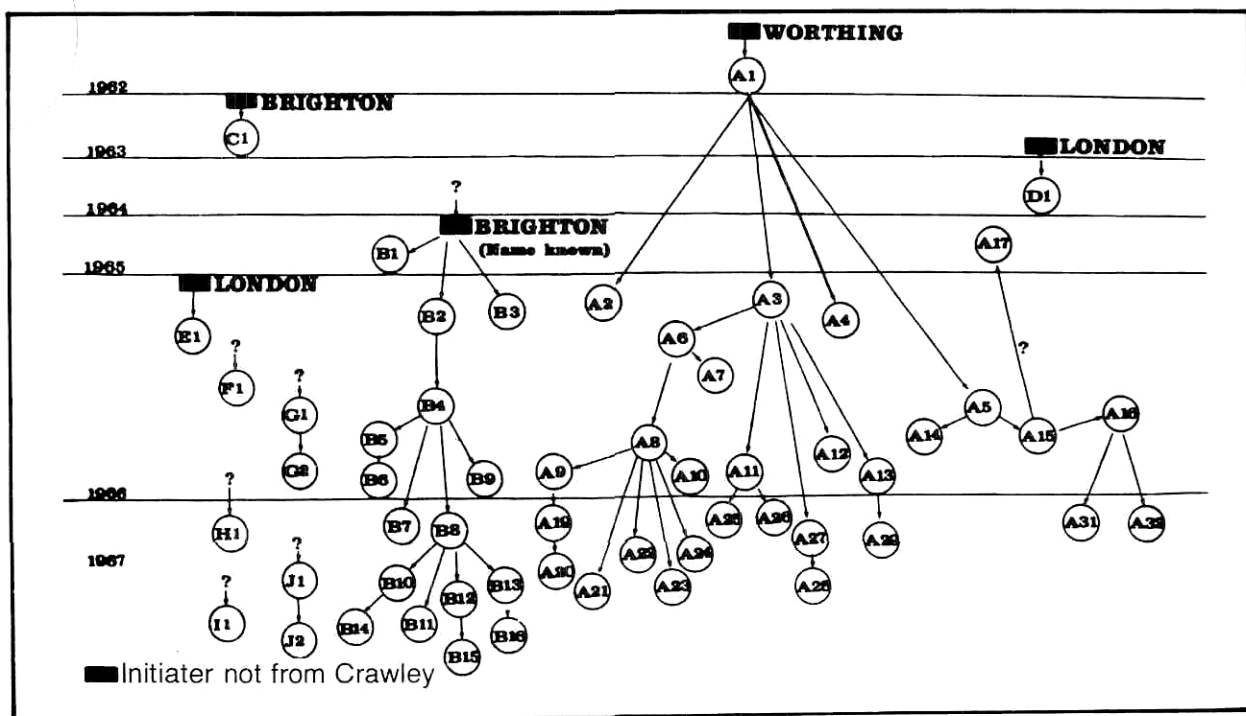 WORTHING
A1
1962
BRIGHTON
C1
1963
LONDON
D1
?
1964
BRIGHTON
(Name known)
B1
A17
1965
LONDON
E1
B2
B3
A2
A3
A4
?
F1
A6
A7
?
?
G1
B4
A5
A16
B5
A8
A14
A15
G2
B6
B9
A9
A10
A11
A12
A13
1966
?
H1
B7
B8
A19
A25
A26
A27
A29
A31
A32
1967
?
J1
A20
A22
A24
A23
A21
A28
B10
B11
B12
B13
?
I1
J2
B14
B15
B16
Initiater not from Crawley